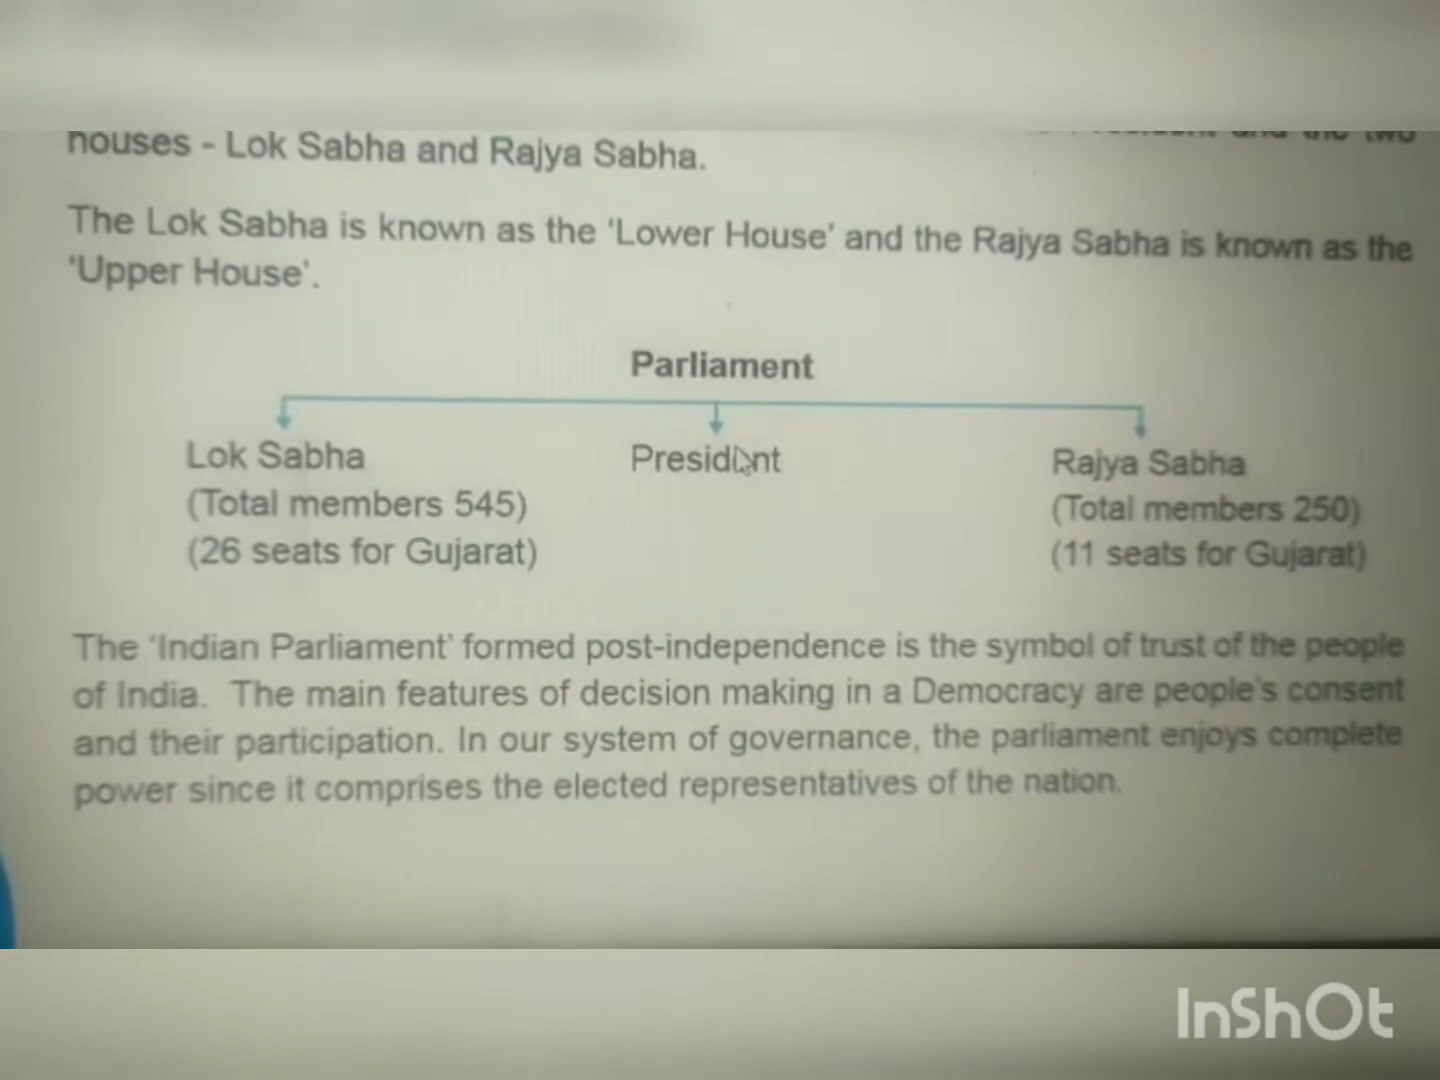 President and the two
houses - Lok Sabha and Rajya Sabha.
The Lok Sabha is known as the 'Lower House' and the Rajya Sabha is known as the
'Upper House'.
Parliament
Lok Sabha President Rajya Sabha
(Total members 545) (Total members 250)
(26 seats for Gujarat) (11 seats for Gujarat)
The 'Indian Parliament' formed post-independence is the symbol of trust of the people
of India. The main features of decision making in a Democracy are people's consent
and their participation. In our system of governance, the parliament enjoys complete
power since it comprises the elected representatives of the nation.
InShOt